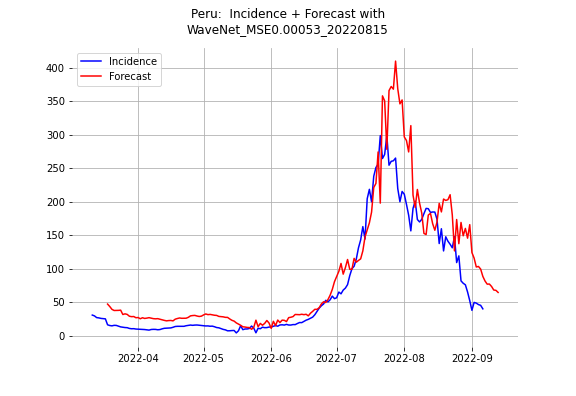 Peru:  Incidence + Forecast with
WaveNet_MSE0.00053_20220815
Incidence
Forecast
400
350
300
250
200
150
100
50
0
2022-04 2022-05 2022-06 2022-07 2022-08 2022-09